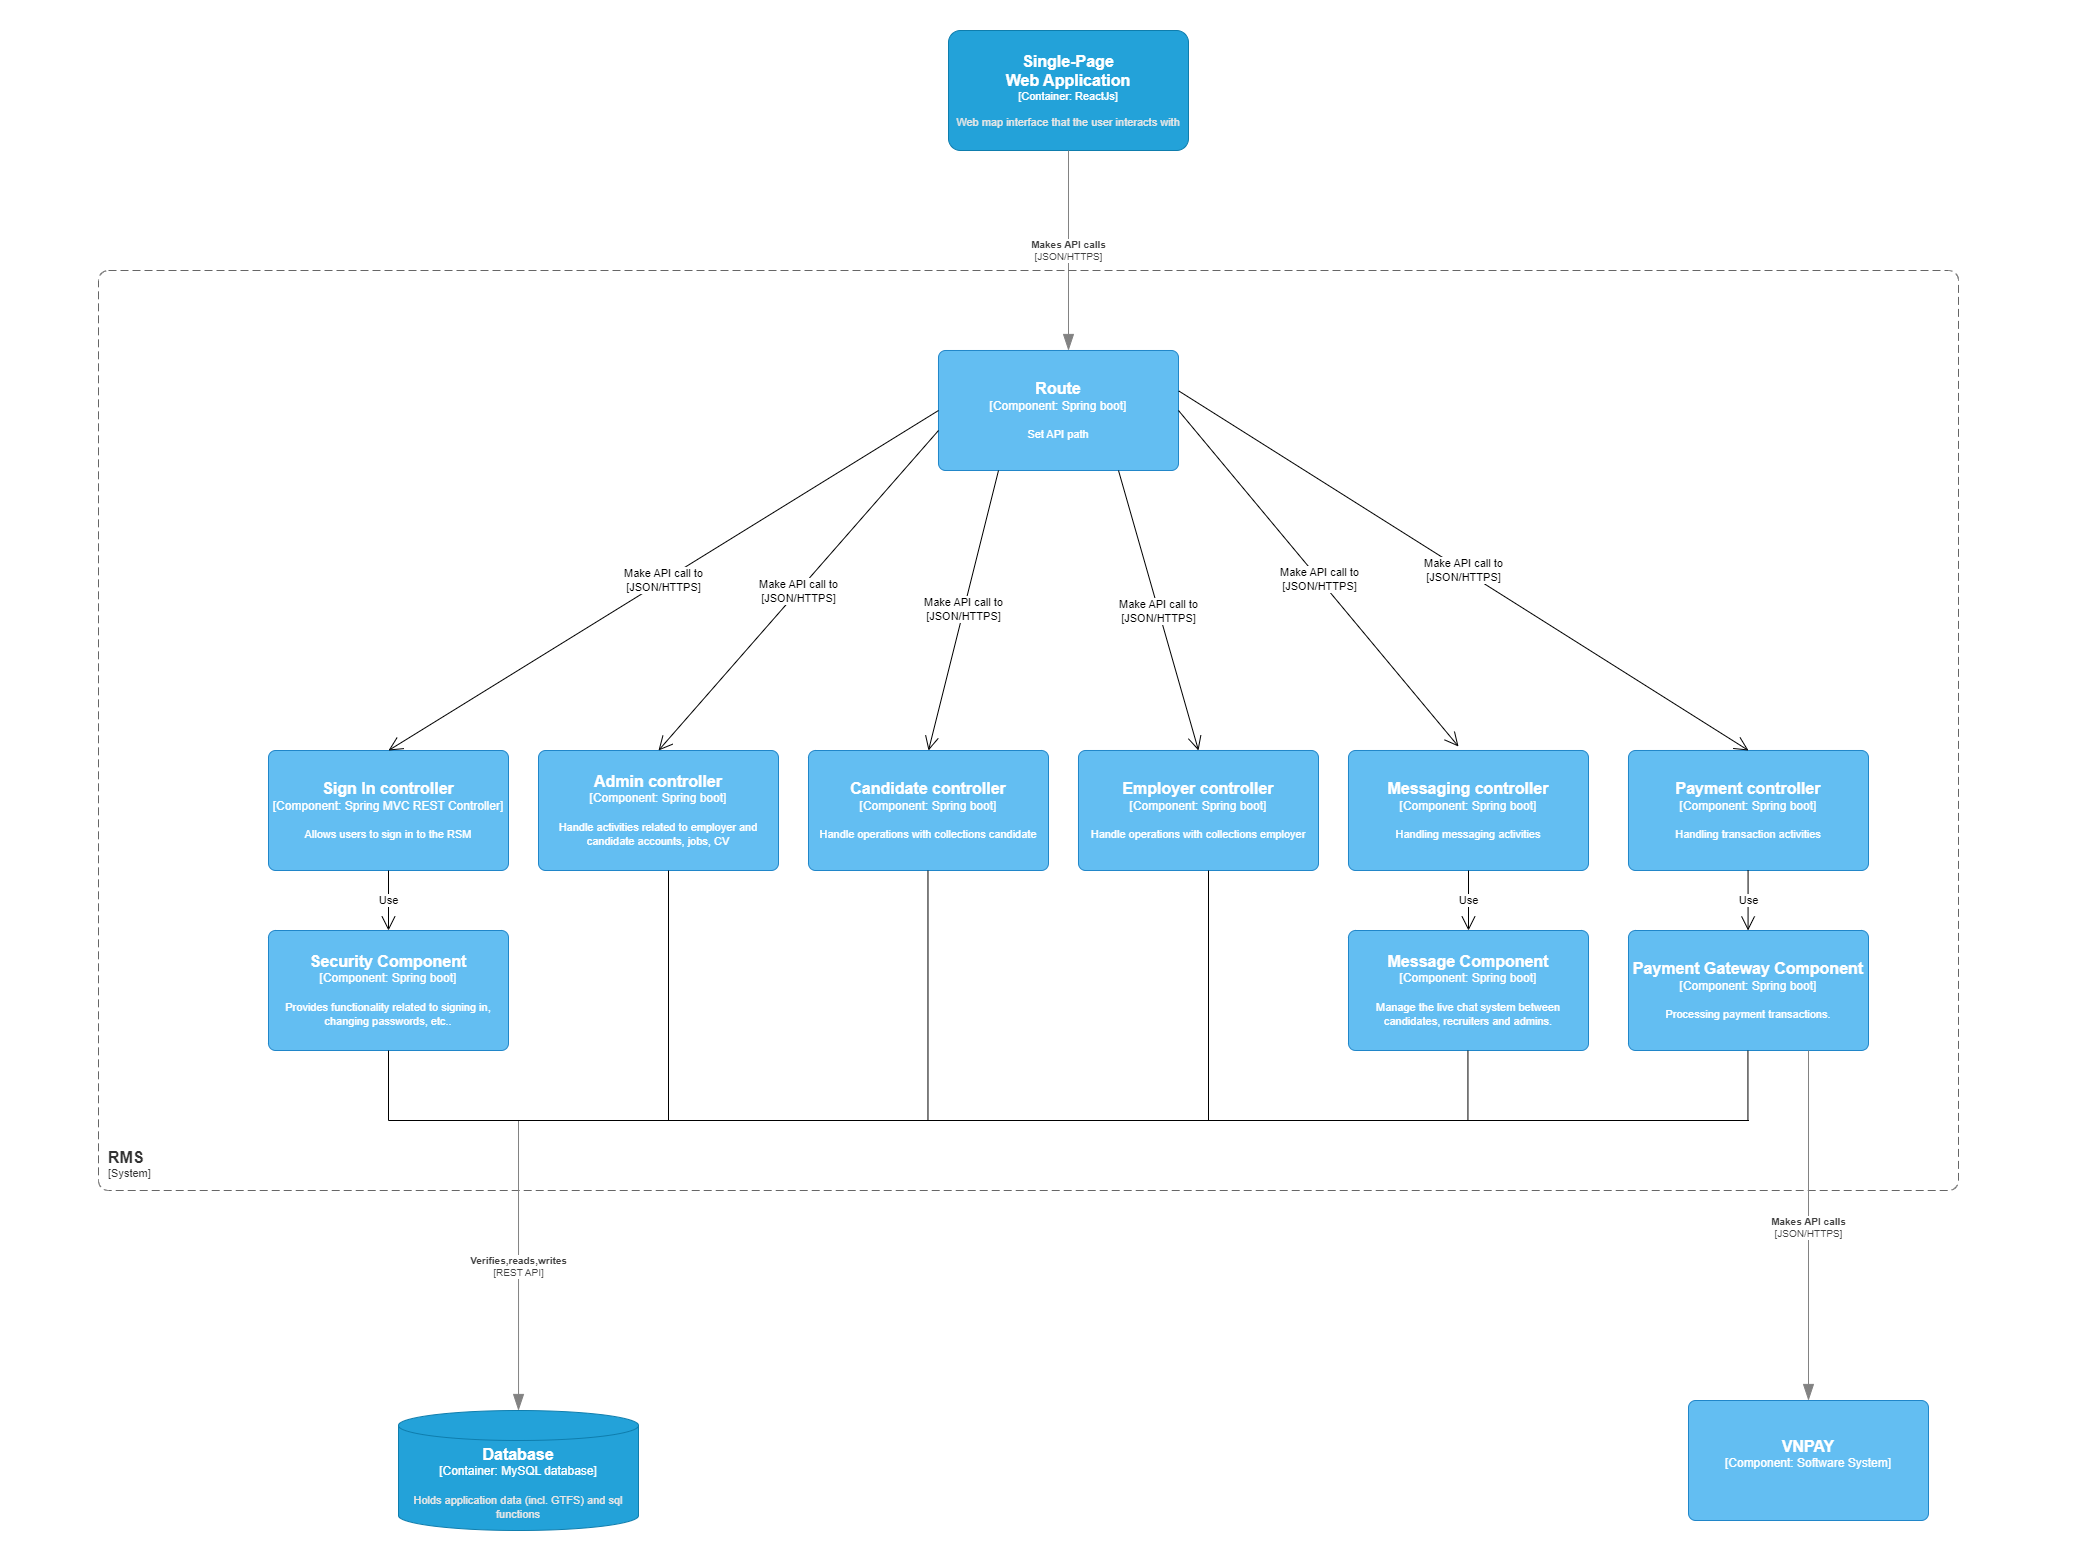 Single-Page
Web Application
[Container: ReactJs]
Web map interface that the user interacts with
Makes API calls
[JSON/HTTPS]
Route
[Component: Spring boot]
Set API path
Make API call to
[JSON/HTTPS]
Make API call to
[JSON/HTTPS]
Make API call to
[JSON/HTTPS]
Make API call to
[JSON/HTTPS]
Make API call to
[JSON/HTTPS]
Make API call to
[JSON/HTTPS]
Sign In controller
[Component: Spring MVC REST Controller]
Allows users to sign in to the RSM
Admin controller
[Component: Spring boot]
Handle activities related to employer and
candidate accounts, jobs, CV
Candidate controller
[Component: Spring boot]
Handle operations with collections candidate
Employer controller
[Component: Spring boot]
Handle operations with collections employer
Messaging controller
[Component: Spring boot]
Handling messaging activities
Payment controller
[Component: Spring boot]
Handling transaction activities
Use
Use
Use
Security Component
[Component: Spring boot]
Provides functionality related to signing in,
changing passwords, etc..
Message Component
[Component: Spring boot]
Manage the live chat system between
candidates, recruiters and admins.
Payment Gateway Component
[Component: Spring boot]
Processing payment transactions.
RMS
[System]
Verifies,reads,writes
[REST API]
Makes API calls
[JSON/HTTPS]
Database
[Container: MySQL database]
Holds application data (incl. GTFS) and sql
functions
VNPAY
[Component: Software System]